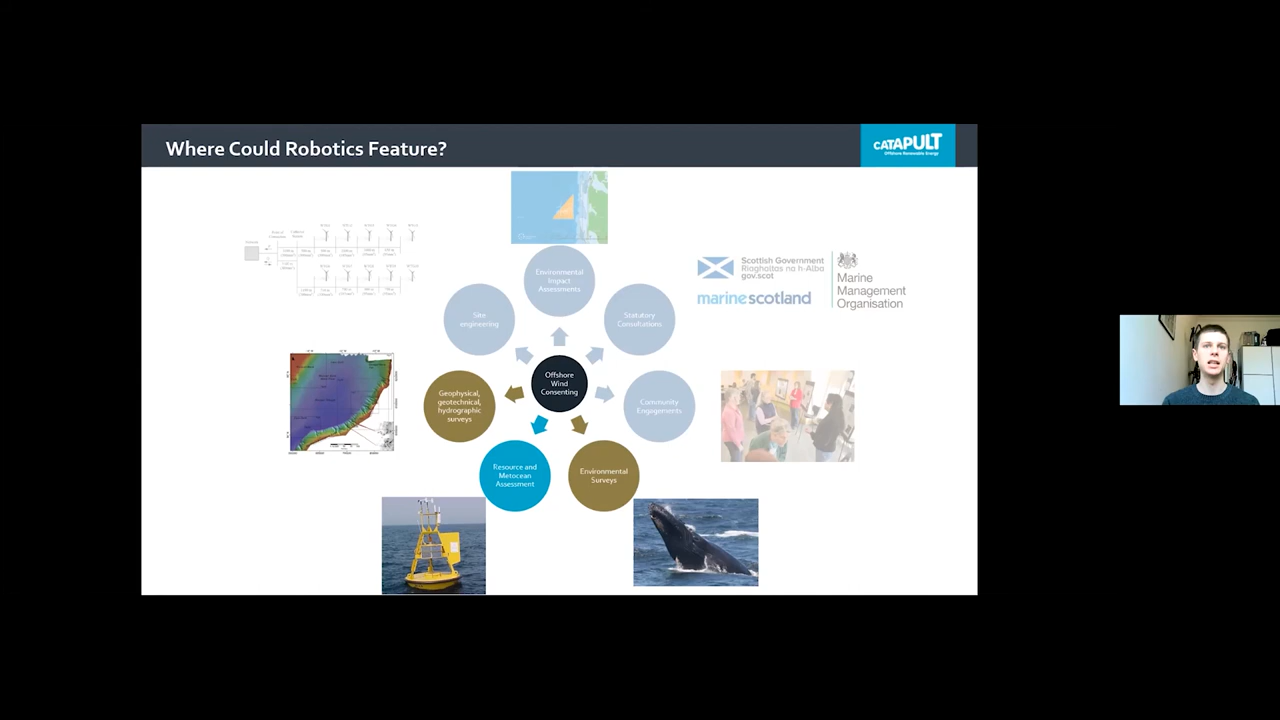 Where Could Robotics Feature?
CATAPULT
Offshore Renewable Energy
Environmental
Impact
Assessments
Site
engineering
Statutory
Consultations
Scottish Government
Riaghaltas na h-Alba
gov.scot
marinescotland
Marine
Management
Organisation
Offshore
Wind
Consenting
Geophysical,
geotechnical,
hydrographic
surveys
Community
Engagements
Resource and
Metocean
Assessment
Environmental
Surveys